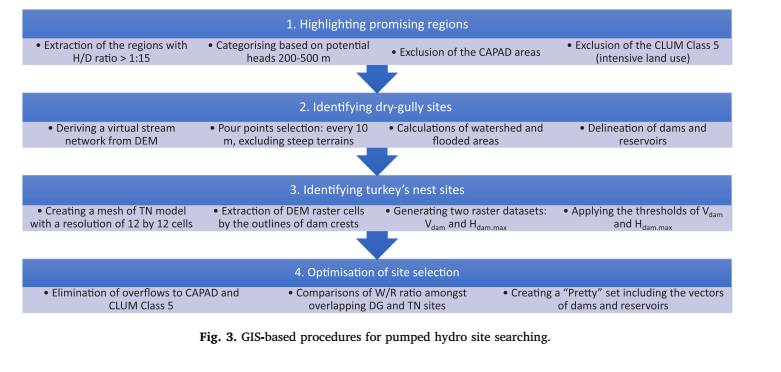 1. Highlighting promising regions
• Extraction of the regions with
H/D ratio > 1:15
• Categorising based on potential
heads 200-500 m
• Exclusion of the CAPAD areas
• Exclusion of the CLUM Class 5
(intensive land use)
2. Identifying dry-gully sites
• Deriving a virtual stream
network from DEM
• Pour points selection: every 10
m, excluding steep terrains
• Calculations of watershed and
flooded areas
• Delineation of dams and
reservoirs
3. Identifying turkey's nest sites
• Creating a mesh of TN model
with a resolution of 12 by 12 cells
• Extraction of DEM raster cells
by the outlines of dam crests
• Generating two raster datasets:
Vdam and Hdam.max
• Applying the thresholds of Vdam
and Hdam.max
4. Optimisation of site selection
• Elimination of overflows to CAPAD and
CLUM Class 5
• Comparisons of W/R ratio amongst
overlapping DG and TN sites
• Creating a “Pretty” set including the vectors
of dams and reservoirs
Fig. 3. GIS-based procedures for pumped hydro site searching.